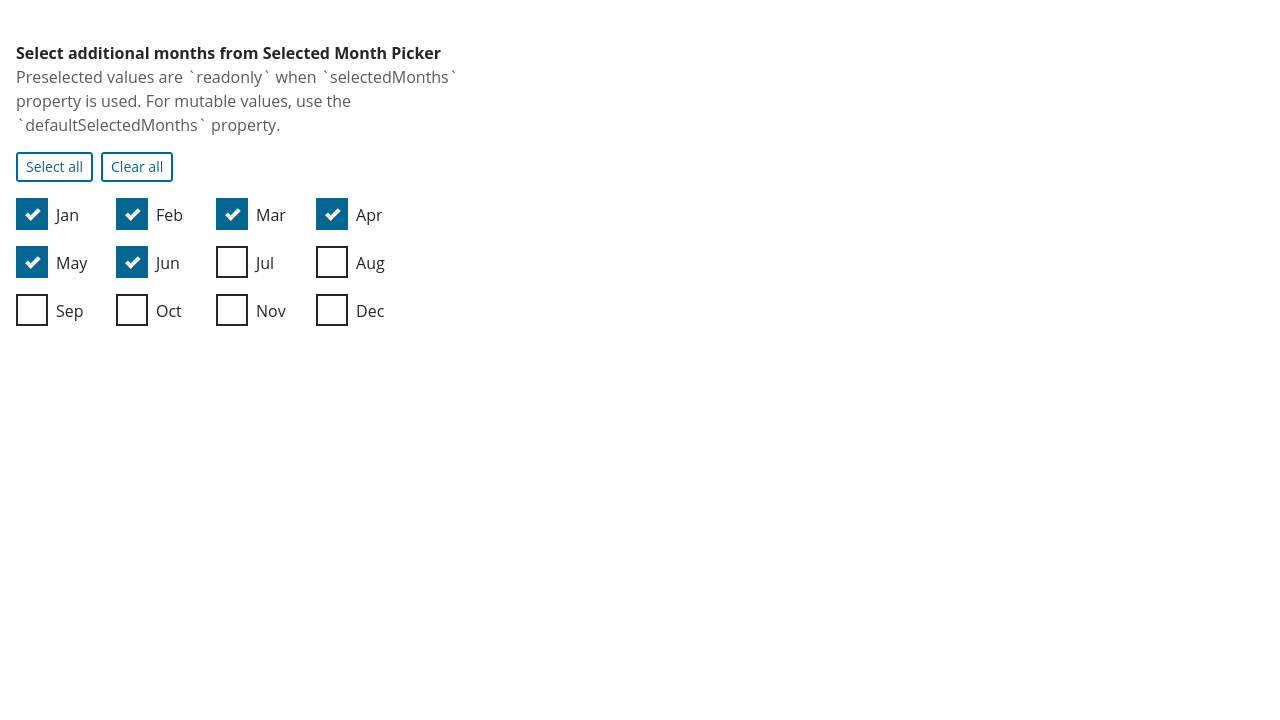 Select additional months from Selected Month Picker
Preselected values are `readonly` when `selectedMonths`
property is used. For mutable values, use the
`defaultSelectedMonths` property.
Select all Clear all
Jan Feb Mar Apr
May Jun Jul Aug
Sep Oct Nov Dec